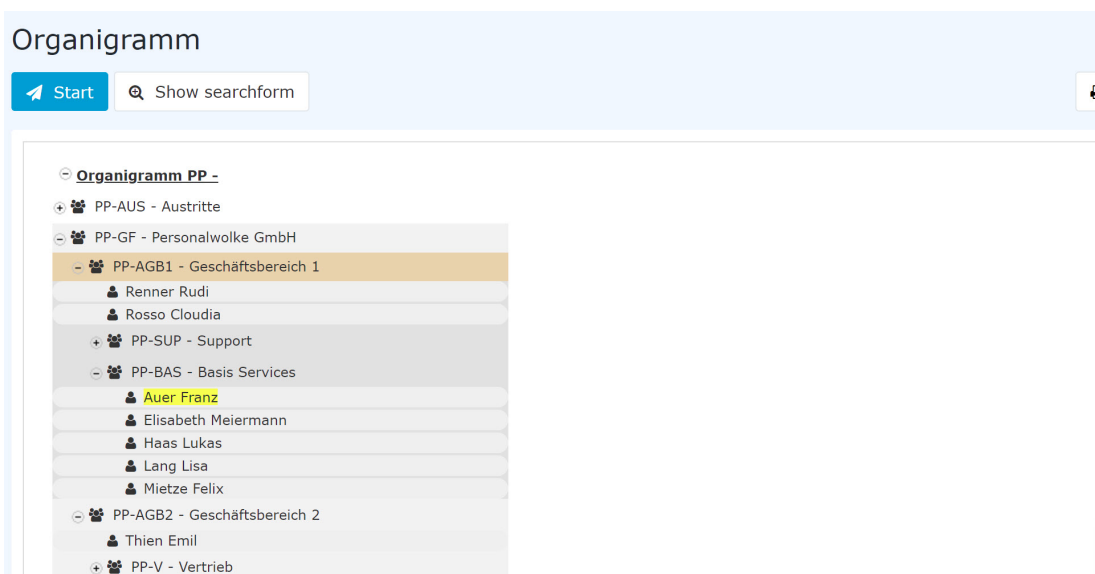 Organigramm
Start Show searchform
Organigramm PP -
PP-AUS - Austritte
PP-GF - Personalwolke GmbH
PP-AGB1 - Geschäftsbereich 1
Renner Rudi
Rosso Cloudia
PP-SUP - Support
PP-BAS - Basis Services
Auer Franz
Elisabeth Meiermann
Haas Lukas
Lang Lisa
Mietze Felix
PP-AGB2 - Geschäftsbereich 2
Thien Emil
PP-V - Vertrieb